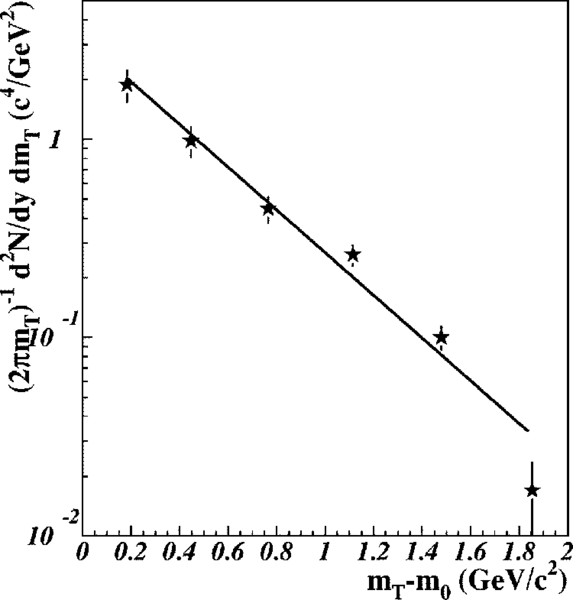 (2πm_T)^-1 d^2N/dy dm_T (c^4/GeV^2)
1
10^-1
10^-2
0 0.2 0.4 0.6 0.8 1 1.2 1.4 1.6 1.8 2
m_T-m_0 (GeV/c^2)